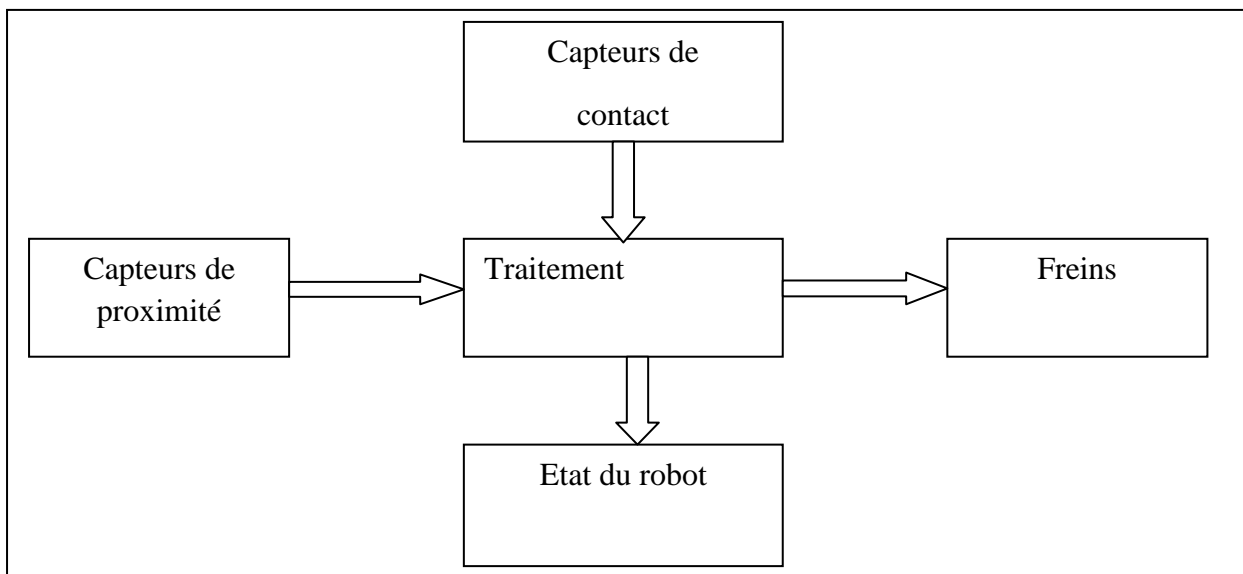 Capteurs de
contact
Capteurs de
proximité
Traitement
Freins
Etat du robot